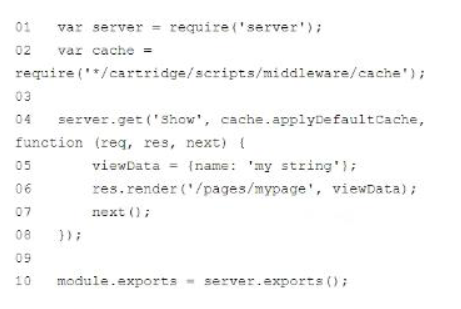 01 var server = require('server');
02 var cache =
require('*/cartridge/scripts/middleware/cache');
03
04 server.get('Show', cache.applyDefaultCache,
function (req, res, next) {
05 viewData = {name: 'my string'};
06 res.render('/pages/mypage', viewData);
07 next();
08 });
09
10 module.exports = server.exports();